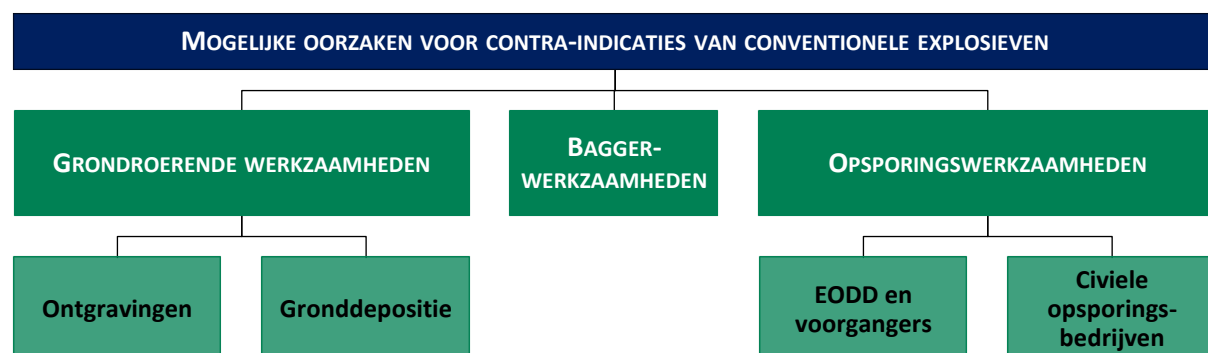 MOGELIJKE OORZAKEN VOOR CONTRA-INDICATIES VAN CONVENTIONELE EXPLOSIEVEN
GRONDROERENDE WERKZAAMHEDEN
BAGGER-
WERKZAAMHEDEN
OPSPORINGSWERKZAAMHEDEN
Ontgravingen
Gronddepositie
EODD en
voorgangers
Civiele
opsporings-
bedrijven